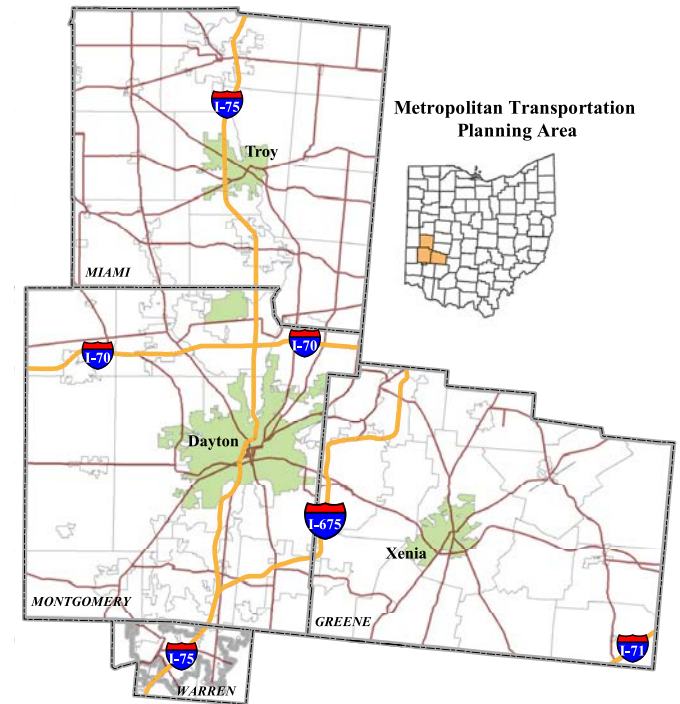 I-75
Metropolitan Transportation
Planning Area
Troy
MIAMI
I-70
I-70
Dayton
I-675
Xenia
MONTGOMERY
GREENE
I-71
I-75
WARREN